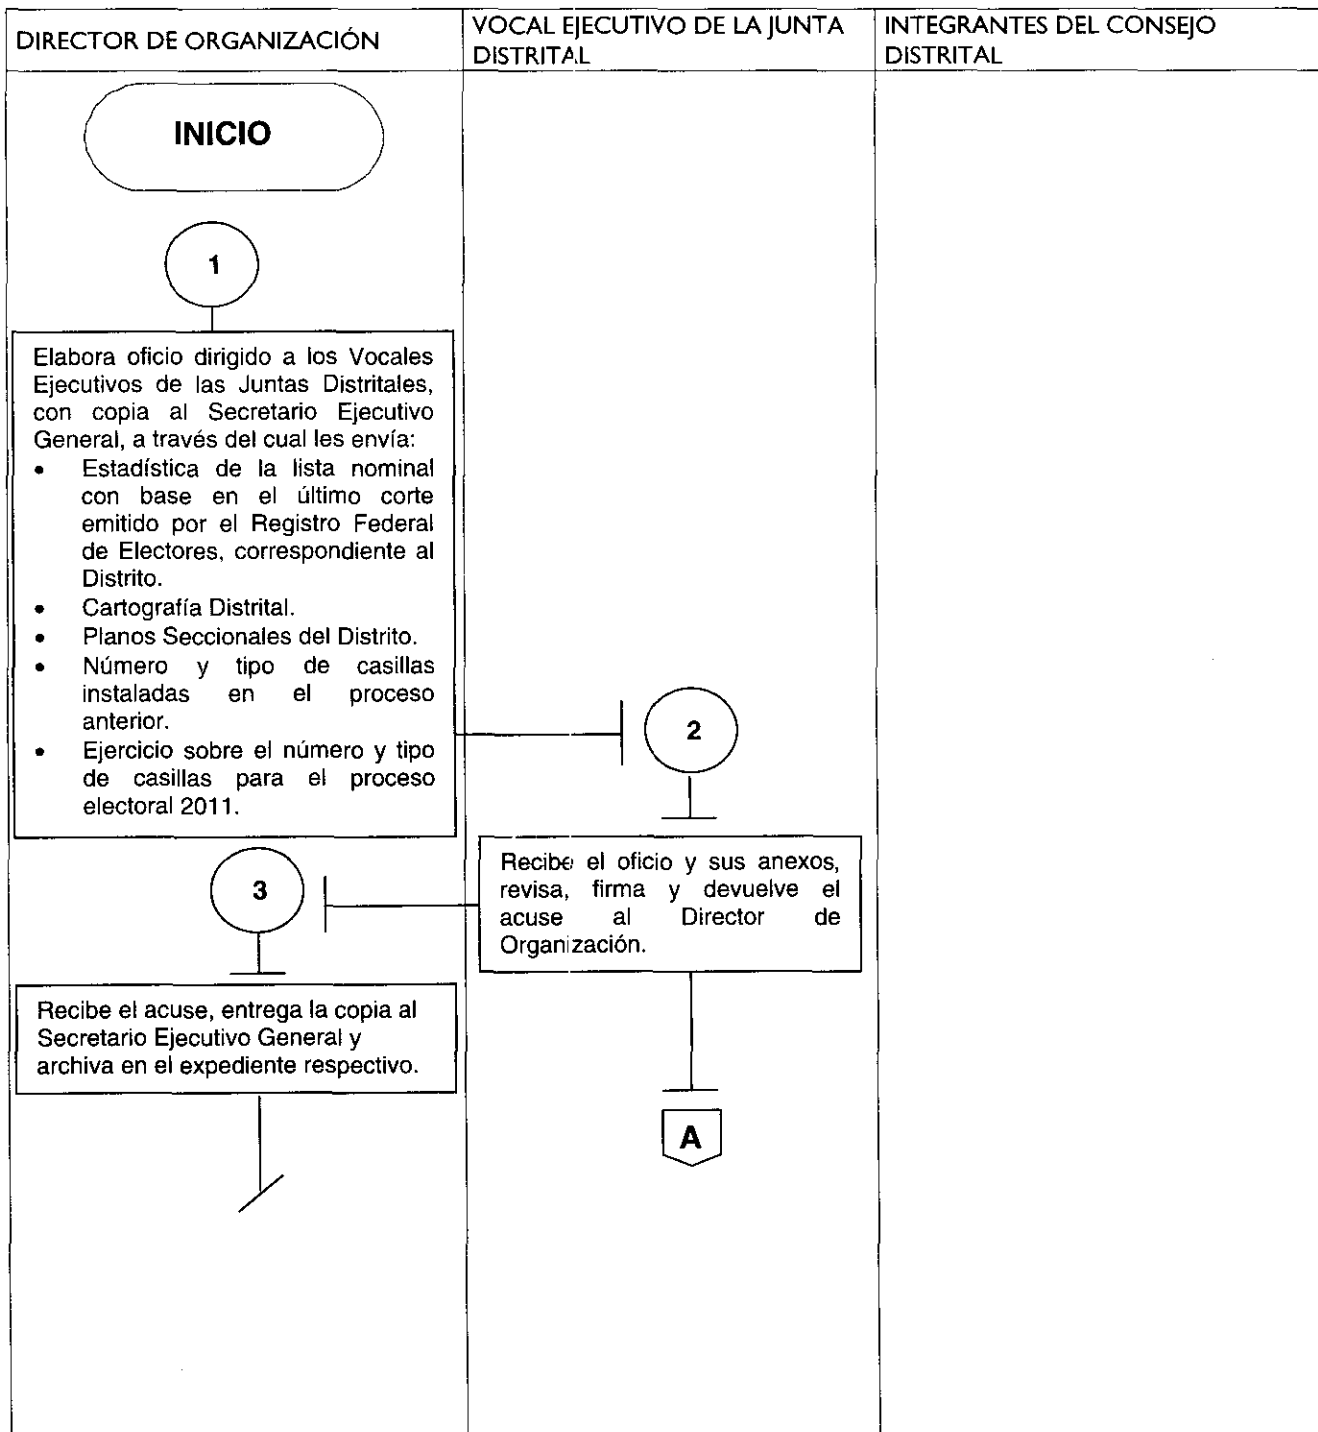 DIRECTOR DE ORGANIZACIÓN
VOCAL EJECUTIVO DE LA JUNTA
DISTRITAL
INTEGRANTES DEL CONSEJO
DISTRITAL
INICIO
1
Elabora oficio dirigido a los Vocales
Ejecutivos de las Juntas Distritales,
con copia al Secretario Ejecutivo
General, a través del cual les envía:
• Estadística de la lista nominal
con base en el último corte
emitido por el Registro Federal
de Electores, correspondiente al
Distrito.
• Cartografía Distrital.
• Planos Seccionales del Distrito.
• Número y tipo de casillas
instaladas en el proceso
anterior.
• Ejercicio sobre el número y tipo
de casillas para el proceso
electoral 2011.
2
Recibe el oficio y sus anexos,
revisa, firma y devuelve el
acuse al Director de
Organización.
3
Recibe el acuse, entrega la copia al
Secretario Ejecutivo General y
archiva en el expediente respectivo.
A